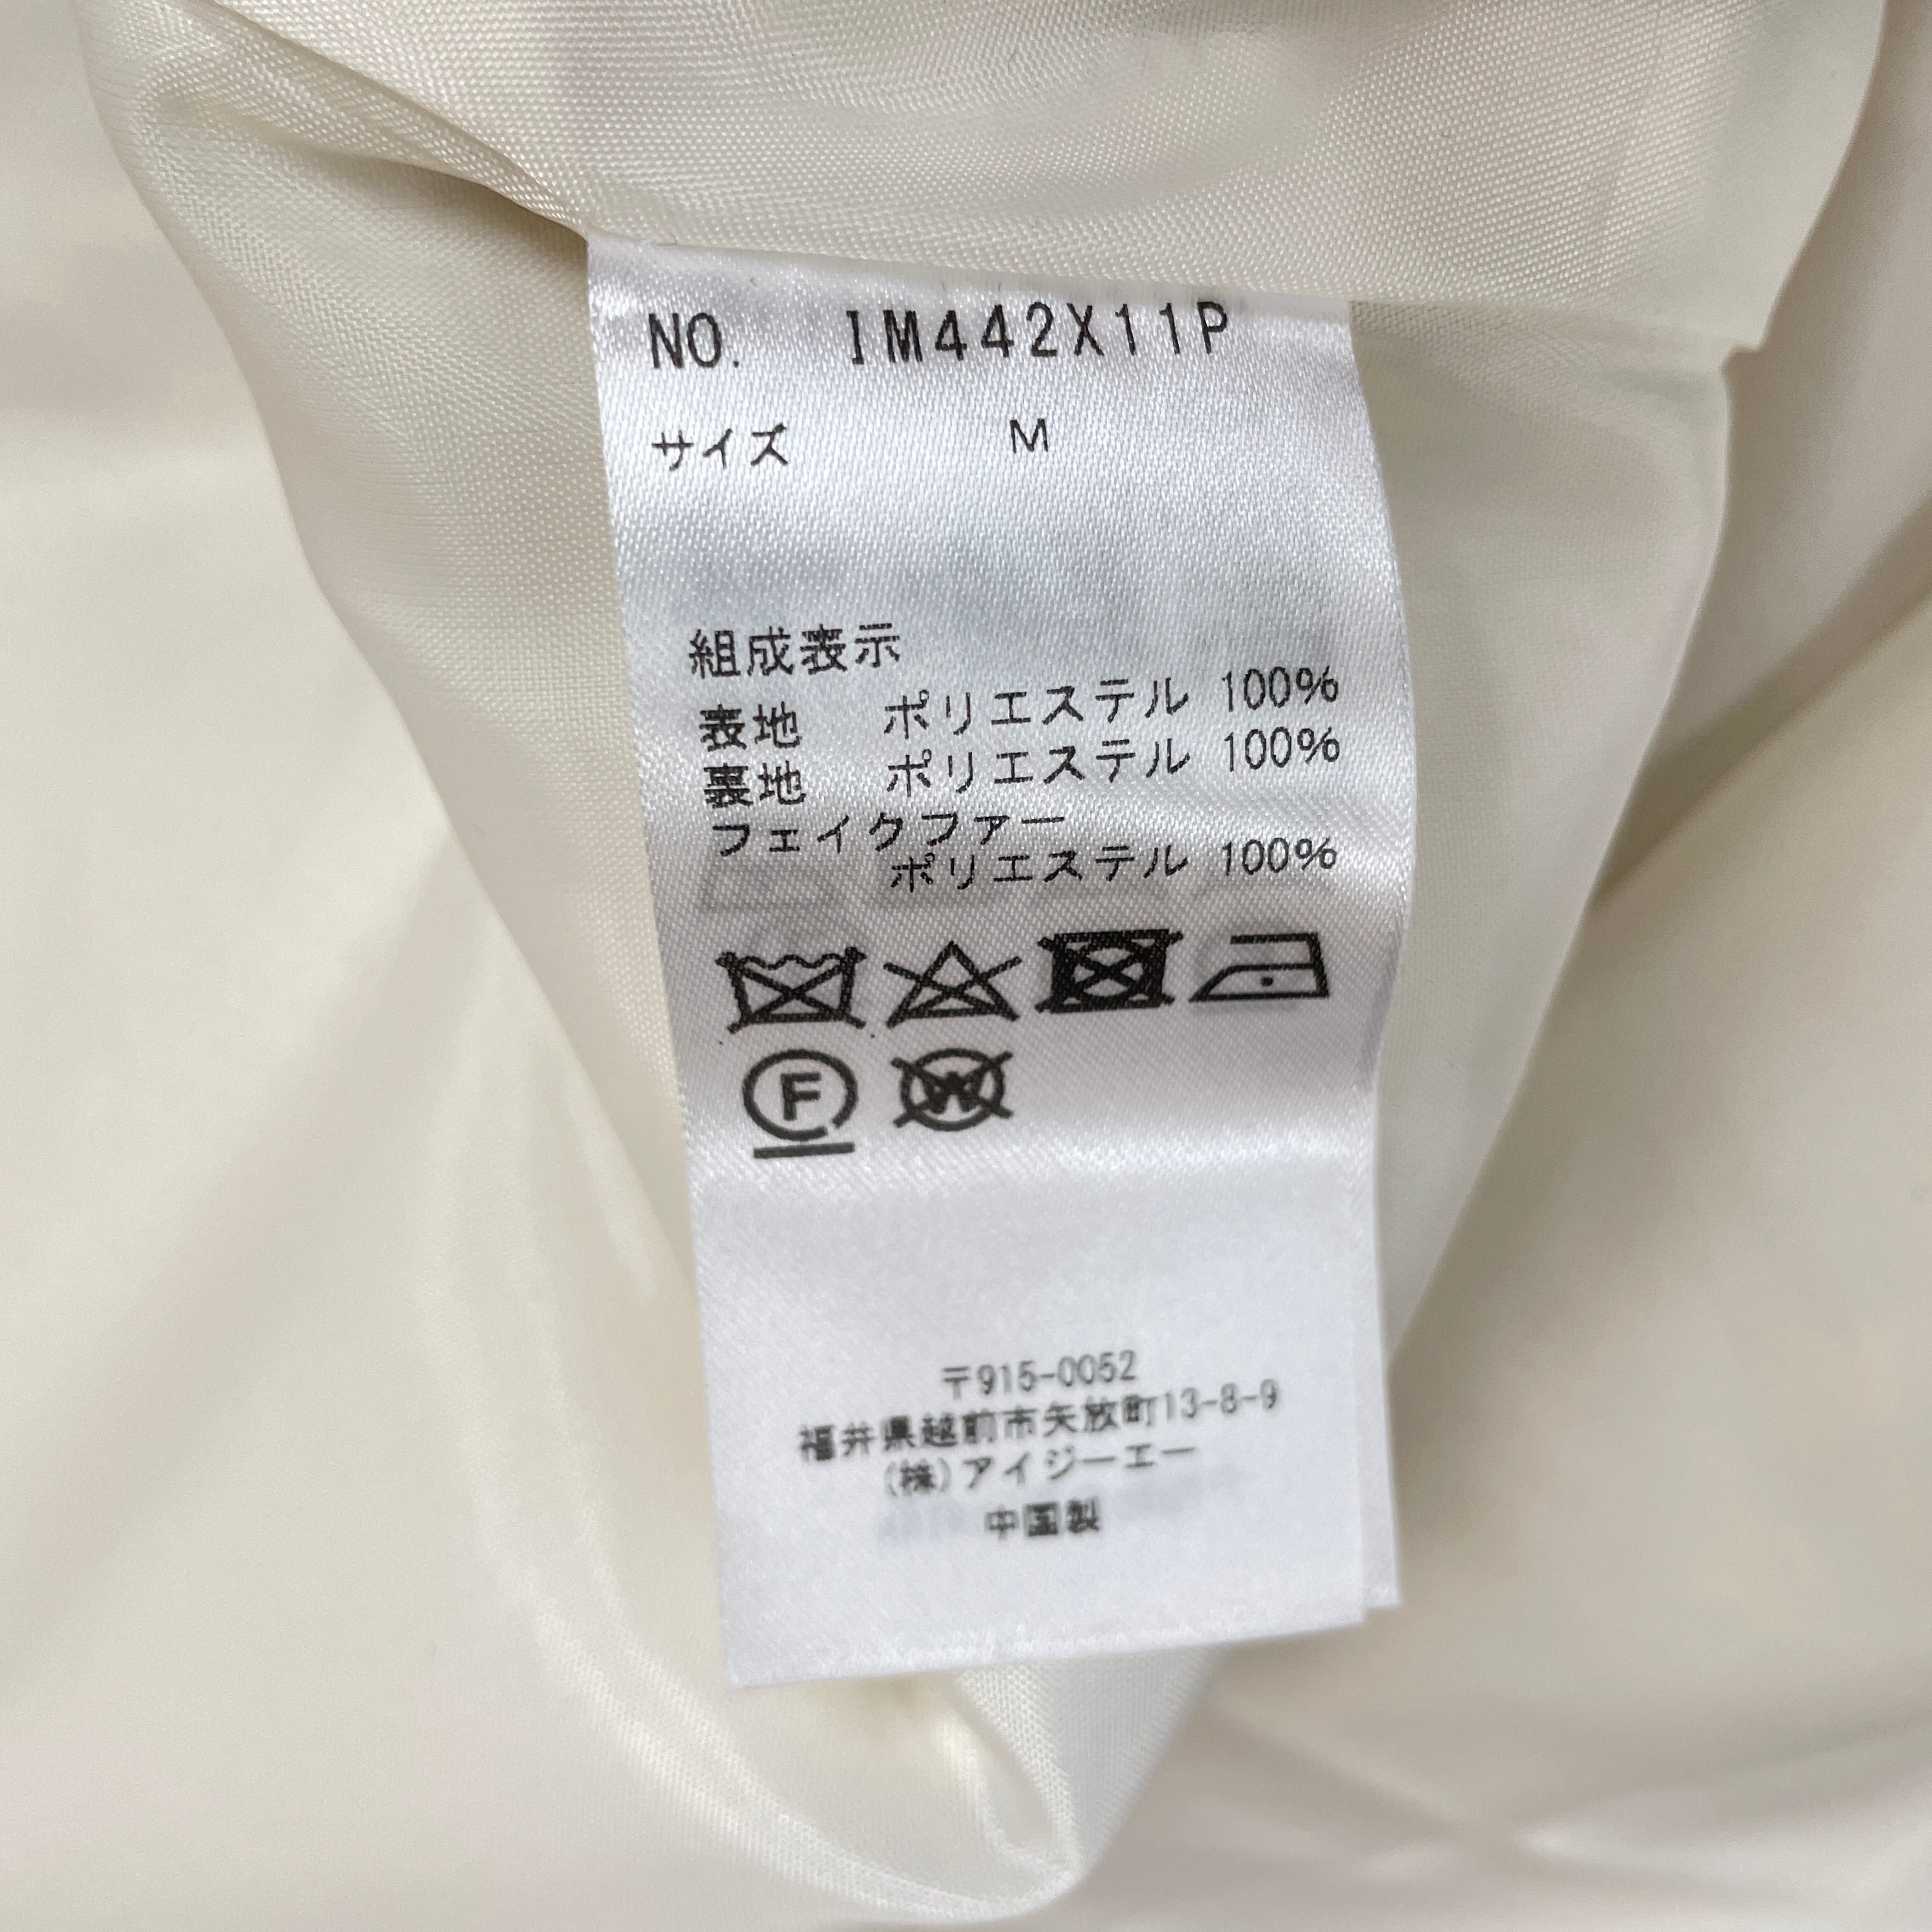 NO. IM442X11P
サイズ M
組成表示
表地 ポリエステル 100%
裏地 ポリエステル 100%
フェイクファー
ポリエステル 100%
F W
〒915-0052
福井県越前市矢放町13-8-9
(株)アイジーエー
中国製